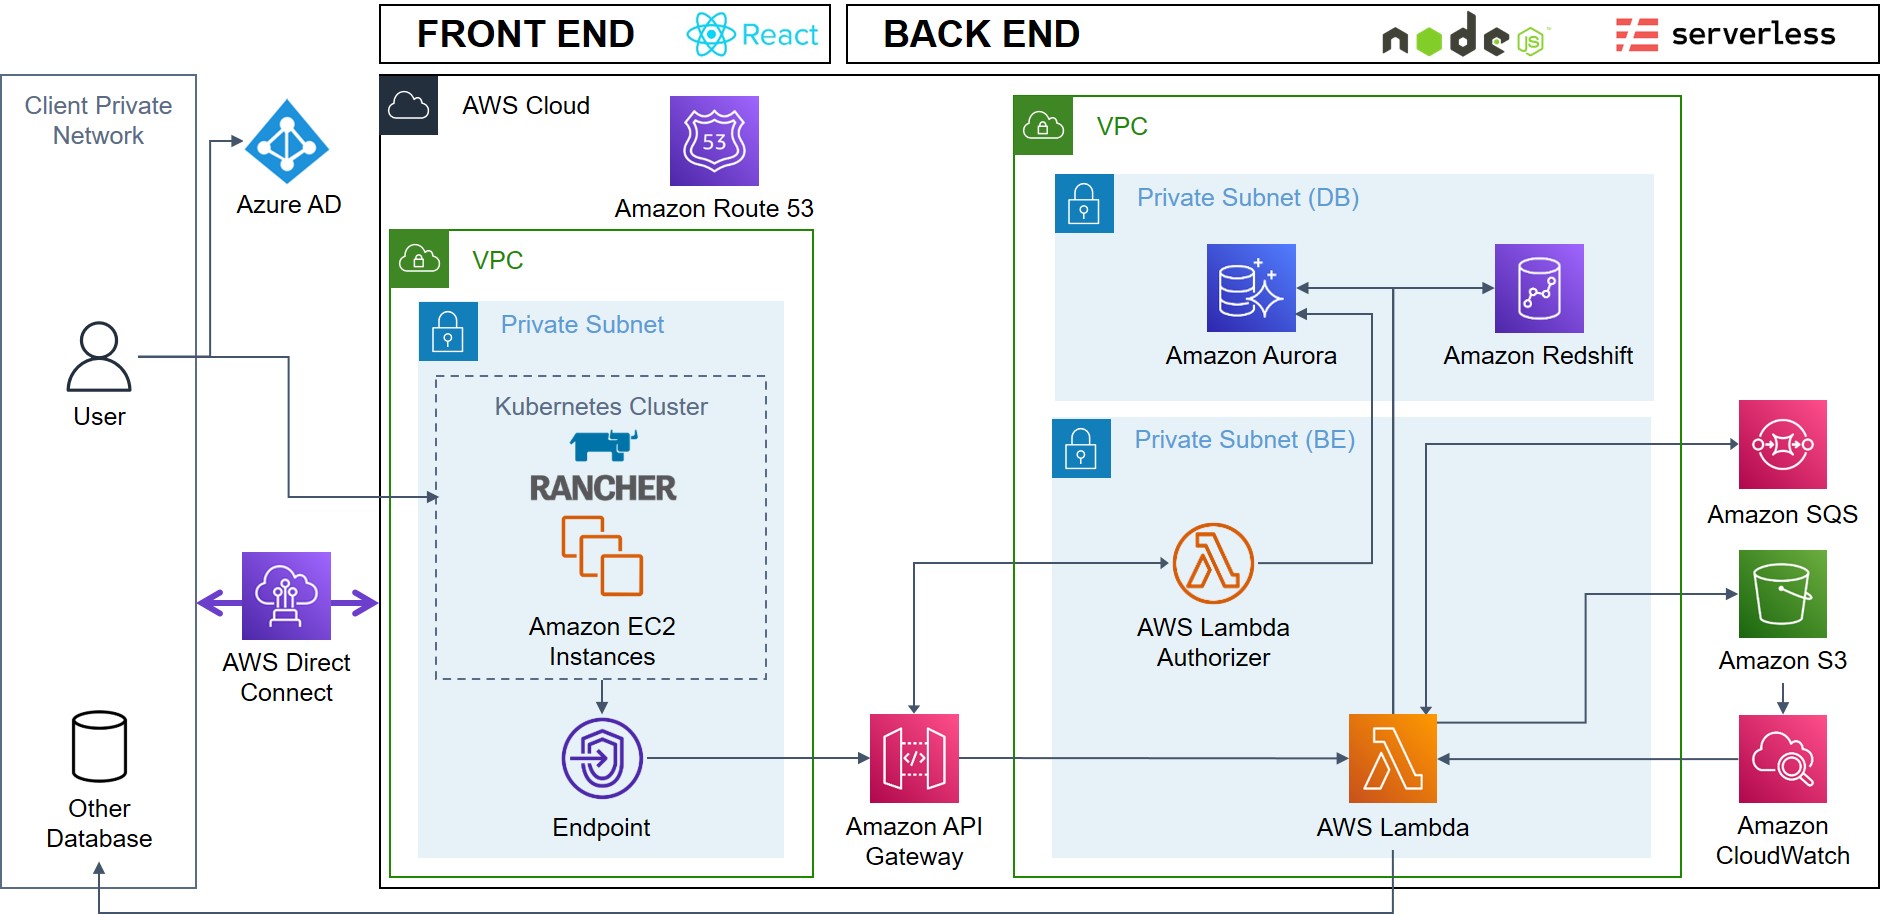 FRONT END
React
BACK END
node
JS
serverless
Client Private
Network
Azure AD
AWS Cloud
53
Amazon Route 53
VPC
VPC
Private Subnet (DB)
Amazon Aurora
Amazon Redshift
Private Subnet
Kubernetes Cluster
RANCHER
Amazon EC2
Instances
User
Private Subnet (BE)
Amazon SQS
AWS Lambda
Authorizer
Amazon S3
AWS Direct
Connect
Other
Database
Endpoint
</>
Amazon API
Gateway
AWS Lambda
Amazon
CloudWatch